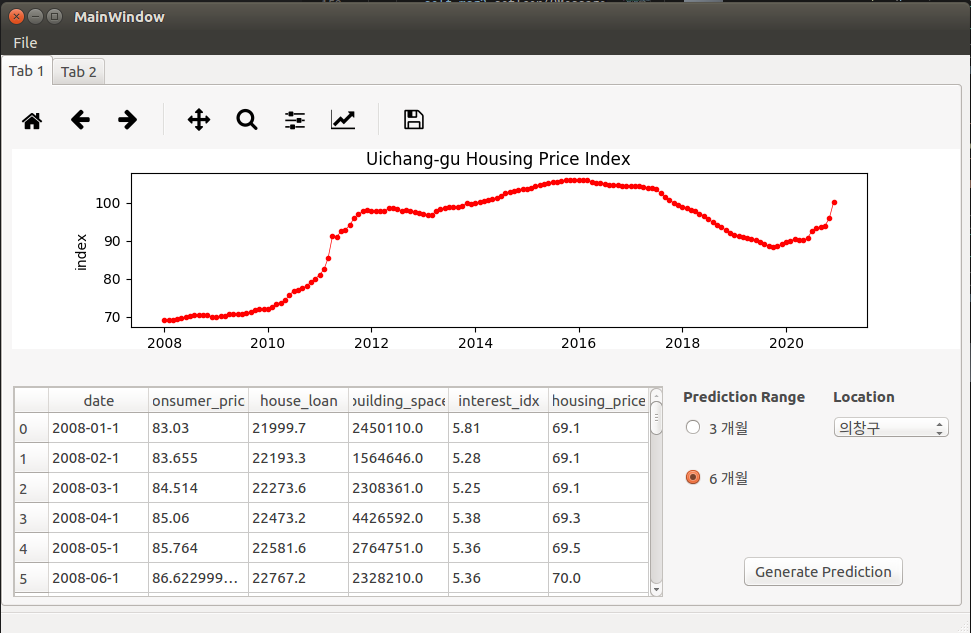 MainWindow
File
Tab 1 Tab 2
Uichang-gu Housing Price Index
index
100
90
80
70
2008 2010 2012 2014 2016 2018 2020
date onsumer_pric house_loan building_space interest_idx housing_price
0 2008-01-1 83.03 21999.7 2450110.0 5.81 69.1
1 2008-02-1 83.655 22193.3 1564646.0 5.28 69.1
2 2008-03-1 84.514 22273.6 2308361.0 5.25 69.1
3 2008-04-1 85.06 22473.2 4426592.0 5.38 69.3
4 2008-05-1 85.764 22581.6 2764751.0 5.36 69.5
5 2008-06-1 86.622999... 22767.2 2328210.0 5.36 70.0
Prediction Range Location
3 개월 의창구
6 개월
Generate Prediction